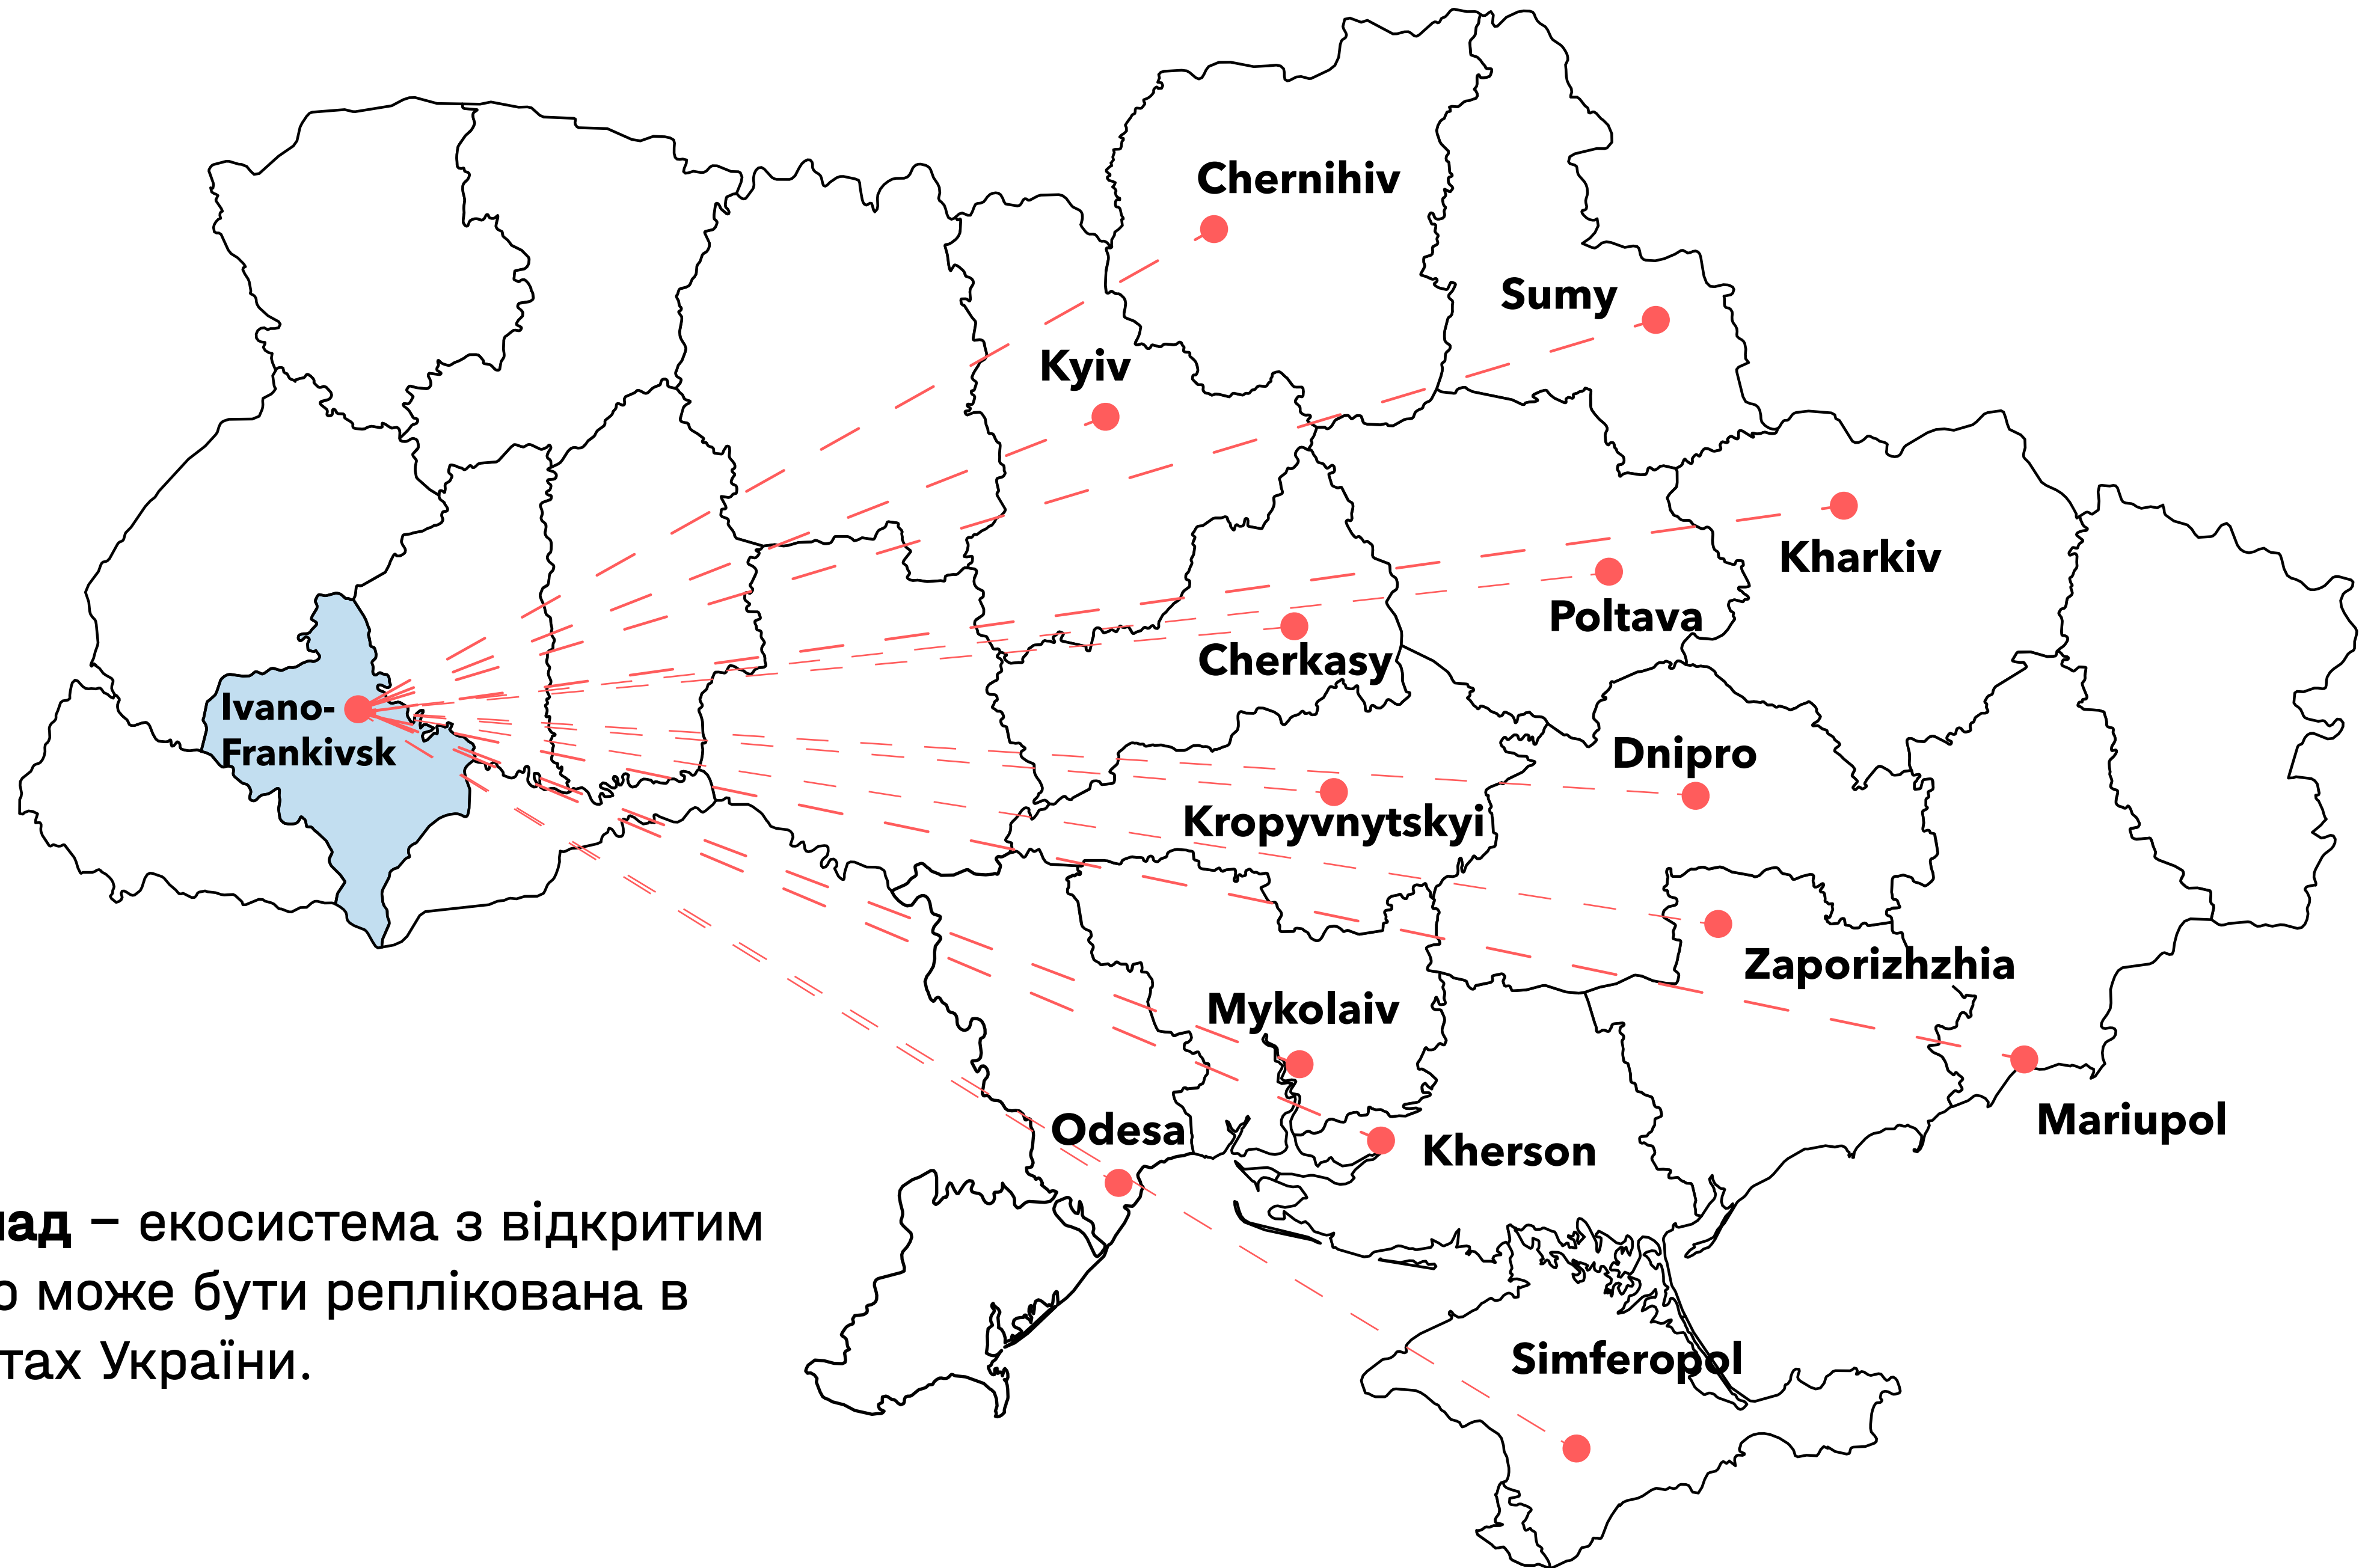 Chernihiv
Sumy
Kyiv
Kharkiv
Poltava
Cherkasy
Ivano-
Frankivsk
Dnipro
Kropyvnytskyi
Zaporizhzhia
Mykolaiv
Mariupol
Odesa
Kherson
Simferopol
– екосистема з відкритим
може бути реплікована в
України.